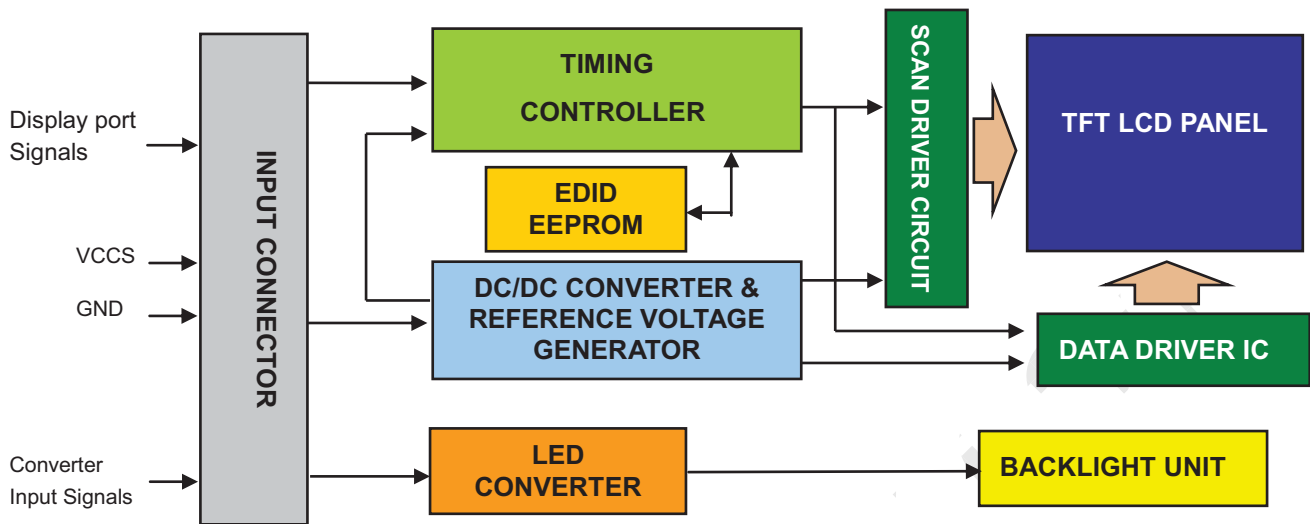 Display port
Signals
VCCS
GND
Converter
Input Signals
INPUT CONNECTOR
TIMING
CONTROLLER
EDID
EEPROM
DC/DC CONVERTER &
REFERENCE VOLTAGE
GENERATOR
LED
CONVERTER
SCAN DRIVER CIRCUIT
TFT LCD PANEL
DATA DRIVER IC
BACKLIGHT UNIT